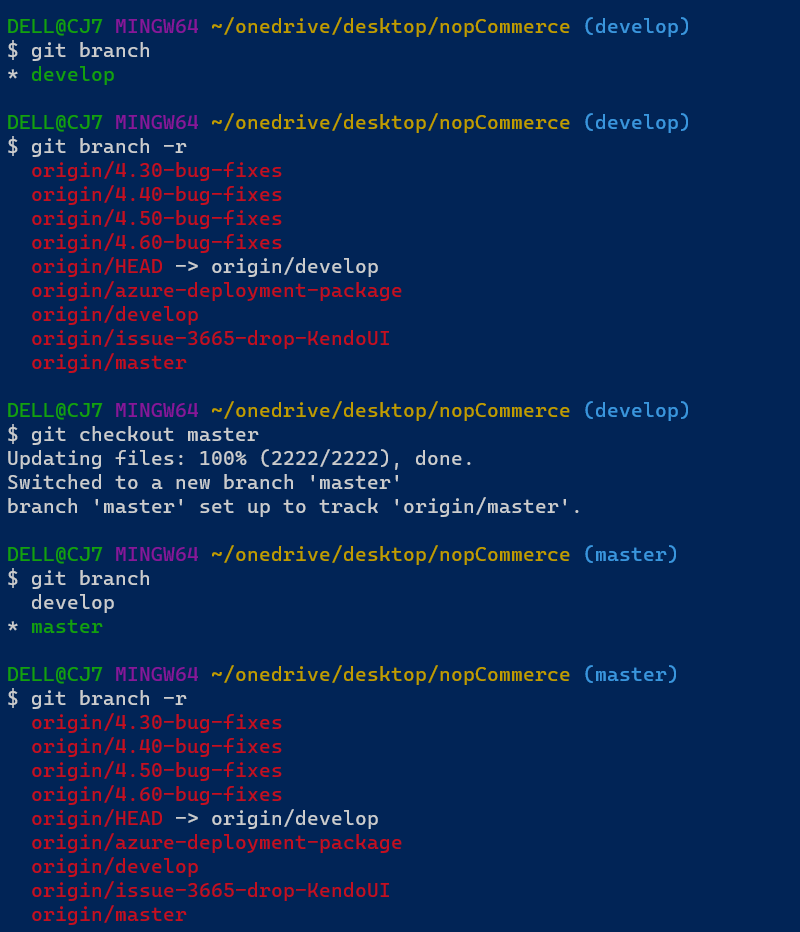 DELL@CJ7 MINGW64 ~/onedrive/desktop/nopCommerce (develop)
$ git branch
* develop

DELL@CJ7 MINGW64 ~/onedrive/desktop/nopCommerce (develop)
$ git branch -r
  origin/4.30-bug-fixes
  origin/4.40-bug-fixes
  origin/4.50-bug-fixes
  origin/4.60-bug-fixes
  origin/HEAD -> origin/develop
  origin/azure-deployment-package
  origin/develop
  origin/issue-3665-drop-KendoUI
  origin/master

DELL@CJ7 MINGW64 ~/onedrive/desktop/nopCommerce (develop)
$ git checkout master
Updating files: 100% (2222/2222), done.
Switched to a new branch 'master'
branch 'master' set up to track 'origin/master'.

DELL@CJ7 MINGW64 ~/onedrive/desktop/nopCommerce (master)
$ git branch
  develop
* master

DELL@CJ7 MINGW64 ~/onedrive/desktop/nopCommerce (master)
$ git branch -r
  origin/4.30-bug-fixes
  origin/4.40-bug-fixes
  origin/4.50-bug-fixes
  origin/4.60-bug-fixes
  origin/HEAD -> origin/develop
  origin/azure-deployment-package
  origin/develop
  origin/issue-3665-drop-KendoUI
  origin/master